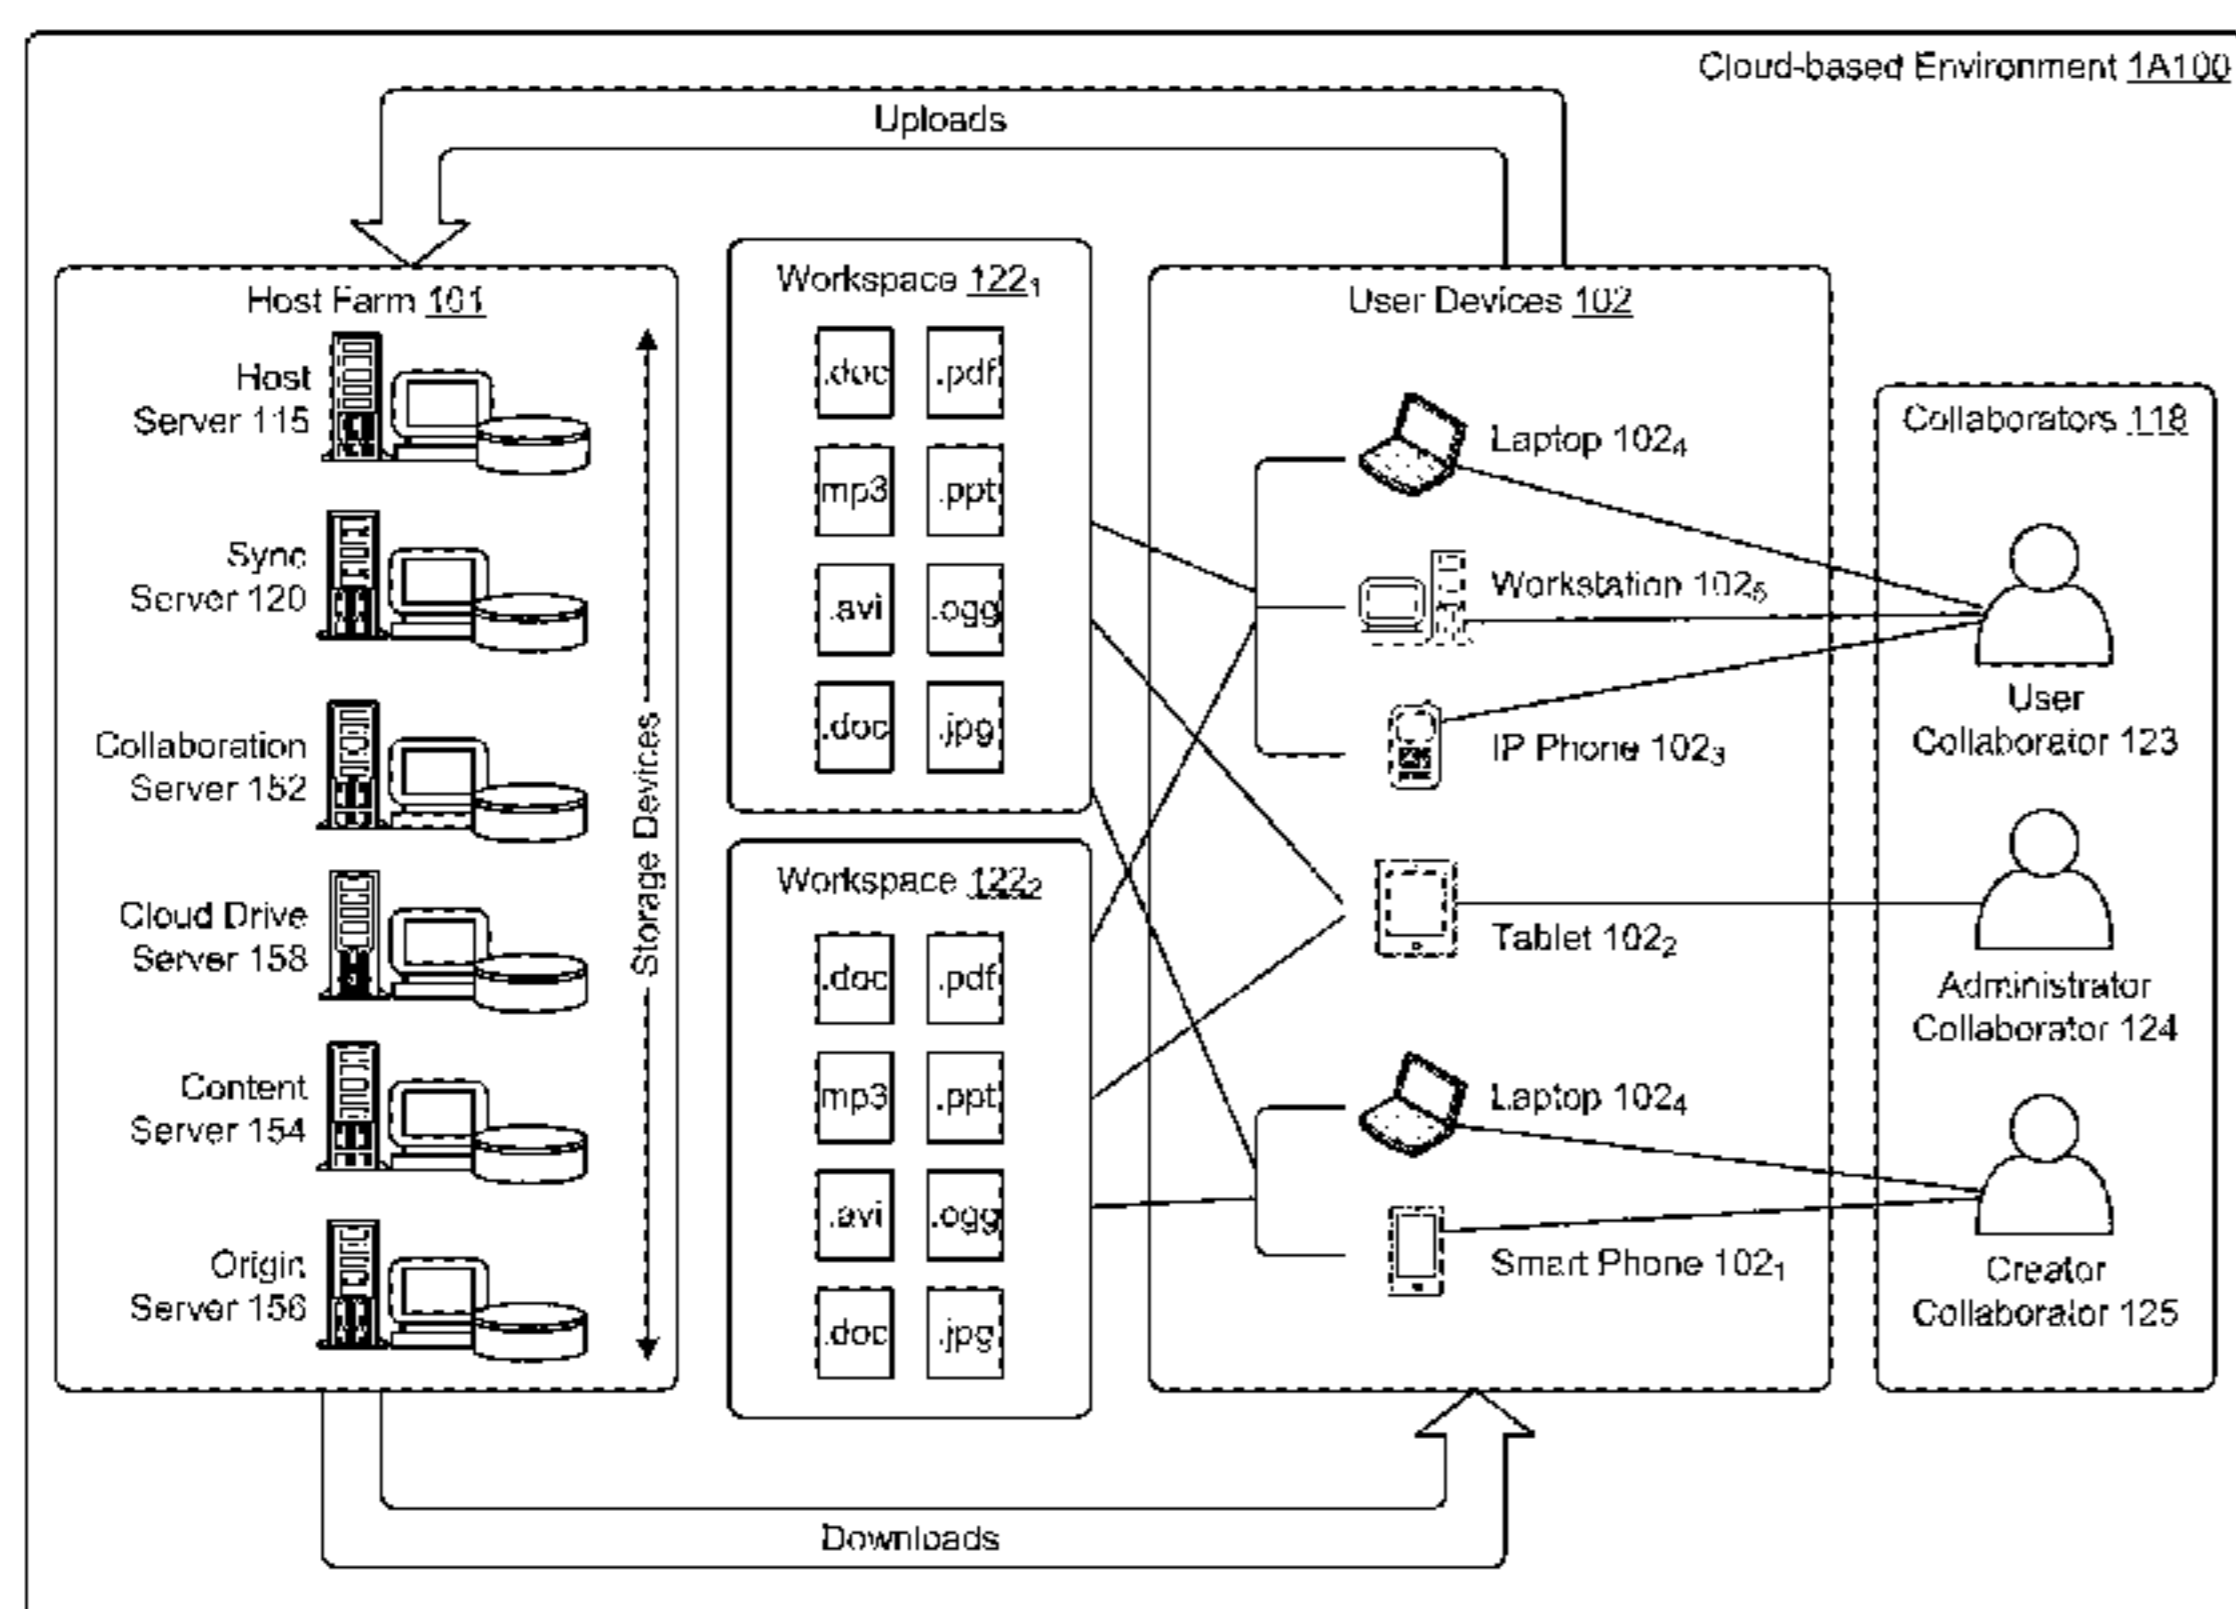 Cloud-based Environment 1A100
Uploads
Host Farm 101
Host
Server 115
Sync
Server 120
Collaboration
Server 152
Cloud Drive
Server 158
Content
Server 154
Origin
Server 156
Storage Devices
Workspace 122₁
.doc .pdf
mp3 .ppt
.avi .ogg
.doc .jpg
Workspace 122₂
.doc .pdf
mp3 .ppt
.avi .ogg
.doc .jpg
User Devices 102
Laptop 102₄
Workstation 102₅
IP Phone 102₃
Tablet 102₂
Laptop 102₄
Smart Phone 102₁
Collaborators 118
User
Collaborator 123
Administrator
Collaborator 124
Creator
Collaborator 125
Downloads